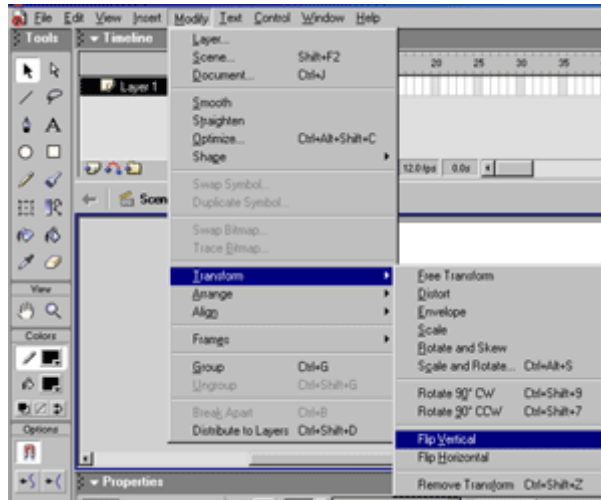 File Edit View Insert Modify Text Control Window Help
Tools
Timeline
Layer 1
20 25 30 35
12.0 fps 0.0s
Scen
View
Colors
Options
Properties
Layer...
Scene... Shift+F2
Document... Ctrl+J
Smooth
Straighten
Optimize... Ctrl+Alt+Shift+C
Shape
Swap Symbol...
Duplicate Symbol...
Swap Bitmap...
Trace Bitmap...
Transform
Arrange
Align
Frames
Group Ctrl+G
Ungroup Ctrl+Shift+G
Break Apart Ctrl+B
Distribute to Layers Ctrl+Shift+D
Free Transform
Distort
Envelope
Scale
Rotate and Skew
Scale and Rotate... Ctrl+Alt+S
Rotate 90° CW Ctrl+Shift+9
Rotate 90° CCW Ctrl+Shift+7
Flip Vertical
Flip Horizontal
Remove Transform Ctrl+Shift+Z